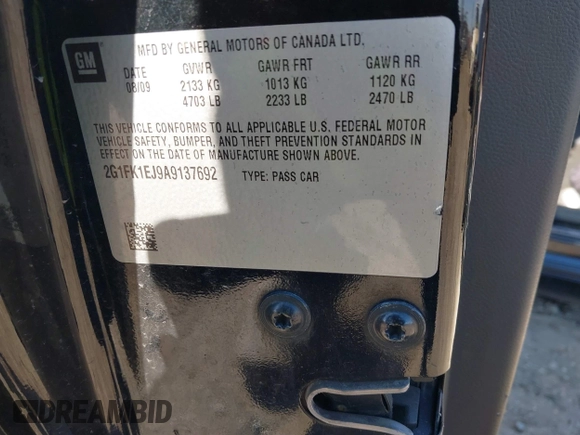 GM
MFD BY GENERAL MOTORS OF CANADA LTD.
DATE GVWR GAWR FRT GAWR RR
08/09 2133 KG 1013 KG 1120 KG
4703 LB 2233 LB 2470 LB
THIS VEHICLE CONFORMS TO ALL APPLICABLE U.S. FEDERAL MOTOR
VEHICLE SAFETY, BUMPER, AND THEFT PREVENTION STANDARDS IN
EFFECT ON THE DATE OF MANUFACTURE SHOWN ABOVE.
2G1FK1EJ9A9137692 TYPE: PASS CAR
DREAMBID